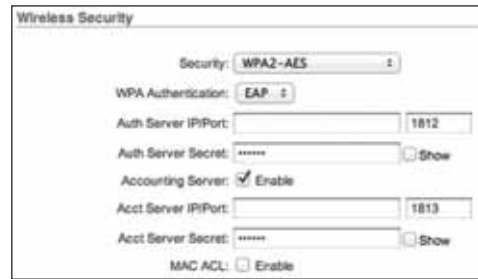 Wireless Security
Security: WPA2-AES
WPA Authentication: EAP
Auth Server IP/Port: 1812
Auth Server Secret: •••••• Show
Accounting Server: Enable
Acct Server IP/Port: 1813
Acct Server Secret: •••••• Show
MAC ACL: Enable